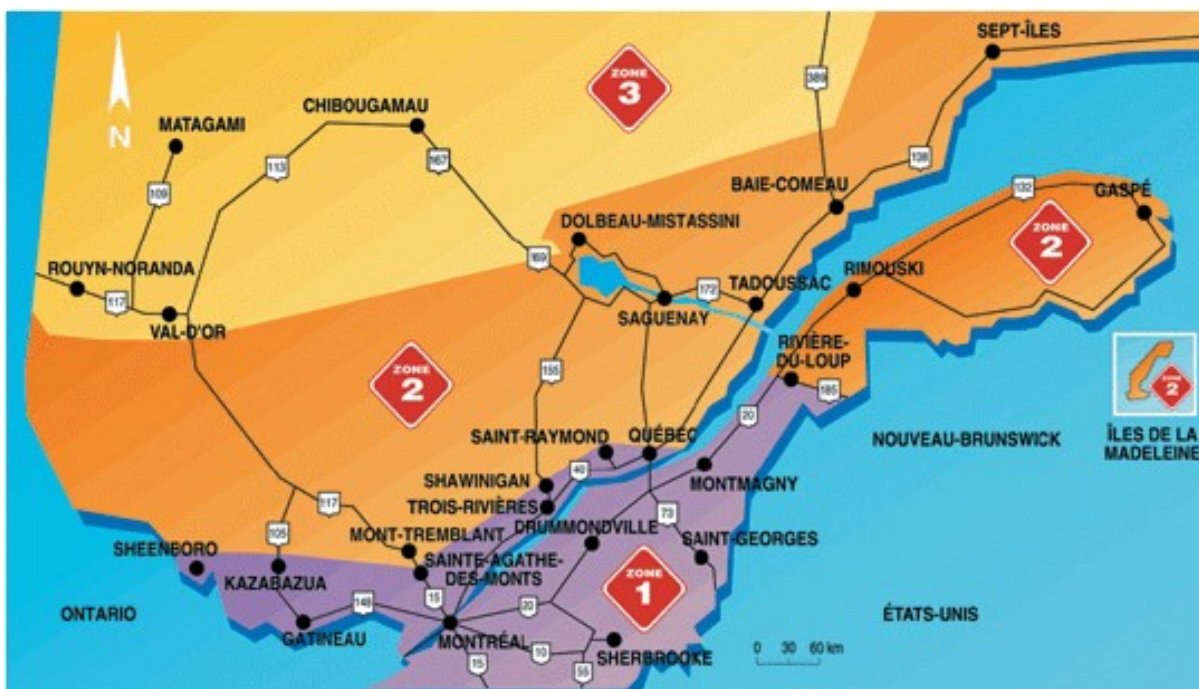 SEPT-ÎLES
ZONE
3
389
N
MATAGAMI
CHIBOUGAMAU
113
167
138
109
BAIE-COMEAU
132
GASPÉ
DOLBEAU-MISTASSINI
ZONE
2
ROUYN-NORANDA
117
169
172
TADOUSSAC
RIMOUSKI
VAL-D'OR
SAGUENAY
RIVIÈRE-
DU-LOUP
ZONE
2
155
185
ZONE
2
20
SAINT-RAYMOND
QUÉBEC
NOUVEAU-BRUNSWICK
ÎLES DE LA
MADELEINE
40
SHAWINIGAN
MONTMAGNY
TROIS-RIVIÈRES
117
73
DRUMMONDVILLE
105
MONT-TREMBLANT
SAINT-GEORGES
SHEENBORO
SAINTE-AGATHE-
DES-MONTS
KAZABAZUA
ZONE
1
15
148
20
ONTARIO
ÉTATS-UNIS
GATINEAU
MONTRÉAL
10
SHERBROOKE
15
55
0 30 60 km